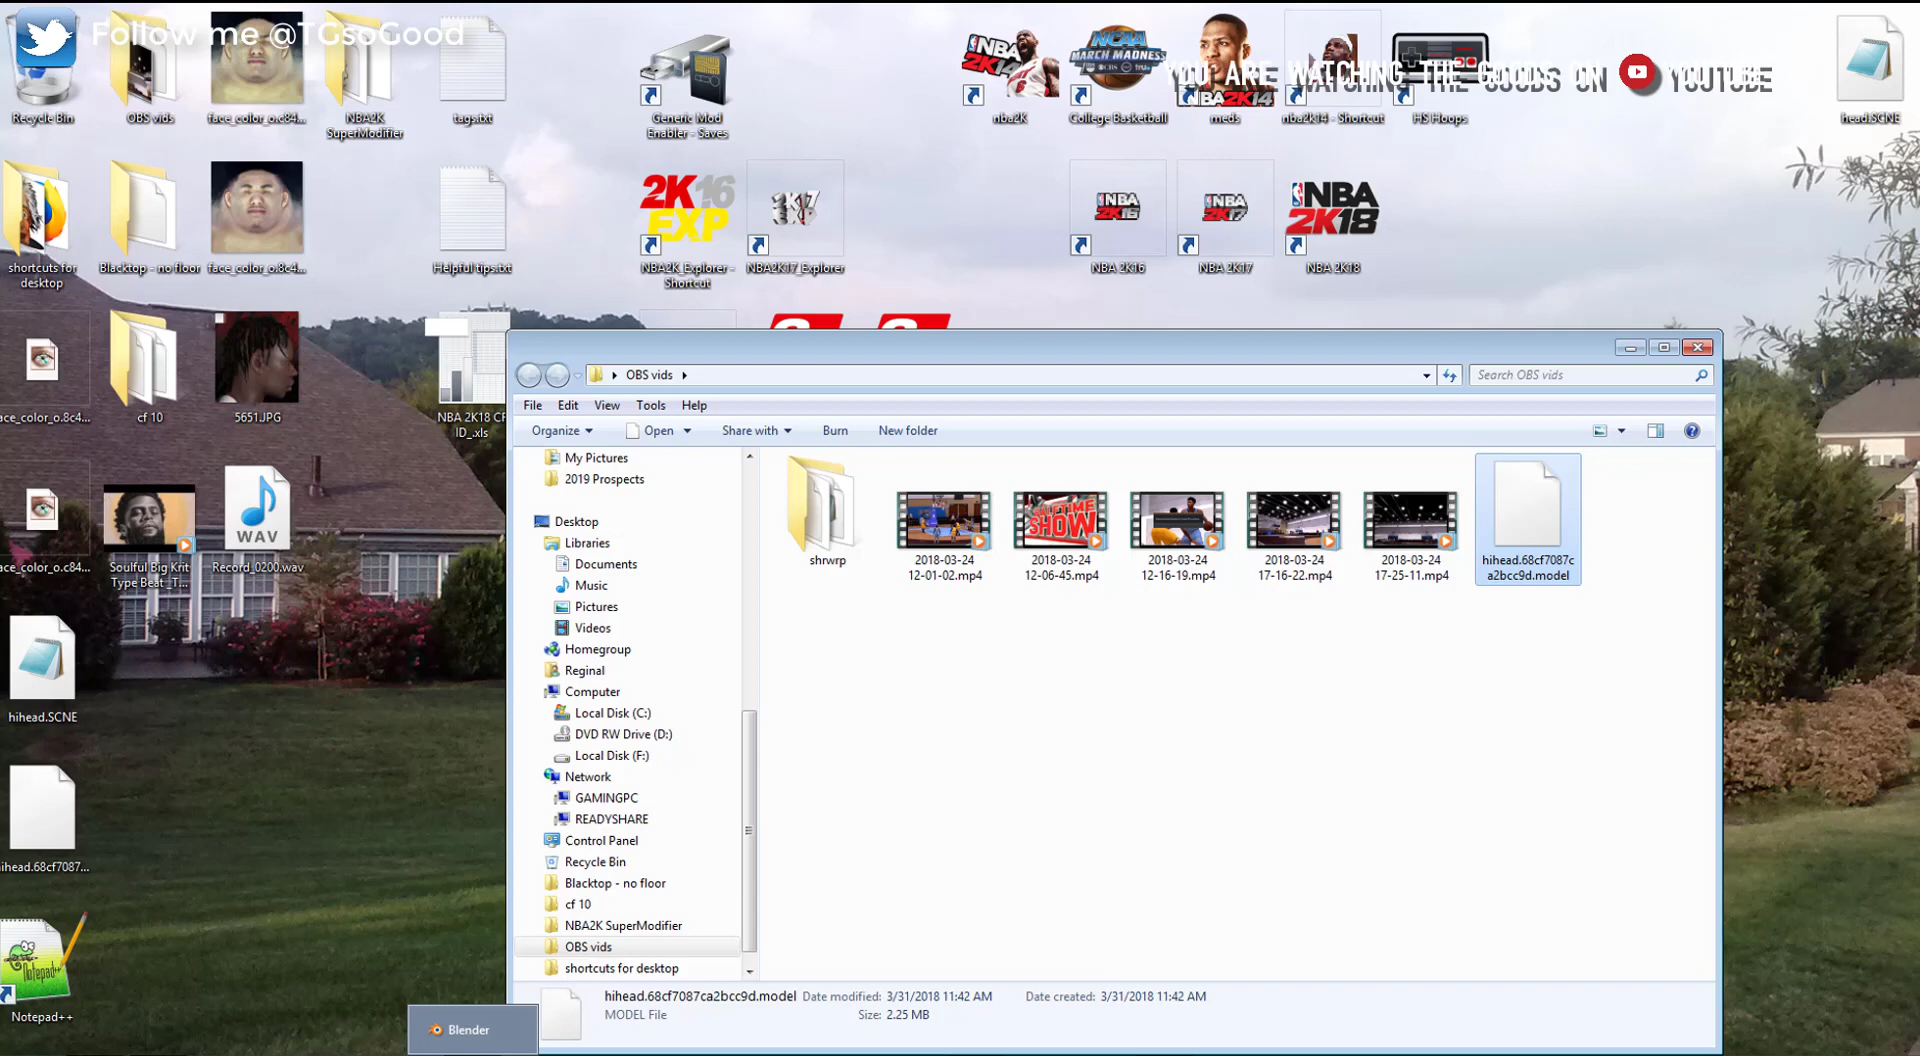 Follow me @TGsoGood
YOU ARE WATCHING THE GOODS ON YOUTUBE
Recycle Bin
OBS vids
face_color_o.c84...
NBA2K
SuperModifier
tags.txt
Generic Mod
Enabler - Saves
nba2K
College Basketball
meds
nba2k14 - Shortcut
HS Hoops
head.SCNE
shortcuts for
desktop
Blacktop - no floor
face_color_o.8c4...
Helpful tips.txt
NBA2K_Explorer -
Shortcut
NBA2K17_Explorer
NBA 2K16
NBA 2K17
NBA 2K18
ace_color_o.8c4...
cf 10
5651.JPG
NBA 2K18 CF
ID_.xls
ace_color_o.c84...
Soulful Big Krit
Type Beat _T...
WAV
Record_0200.wav
hihead.SCNE
ihead.68cf7087...
Notepad++
OBS vids
Search OBS vids
File Edit View Tools Help
Organize Open Share with Burn New folder
My Pictures
2019 Prospects
Desktop
Libraries
Documents
Music
Pictures
Videos
Homegroup
Reginal
Computer
Local Disk (C:)
DVD RW Drive (D:)
Local Disk (F:)
Network
GAMINGPC
READYSHARE
Control Panel
Recycle Bin
Blacktop - no floor
cf 10
NBA2K SuperModifier
OBS vids
shortcuts for desktop
shrwrp
2018-03-24
12-01-02.mp4
HALFTIME
SHOW
2018-03-24
12-06-45.mp4
2018-03-24
12-16-19.mp4
2018-03-24
17-16-22.mp4
2018-03-24
17-25-11.mp4
hihead.68cf7087c
a2bcc9d.model
hihead.68cf7087ca2bcc9d.model Date modified: 3/31/2018 11:42 AM Date created: 3/31/2018 11:42 AM
MODEL File Size: 2.25 MB
Blender